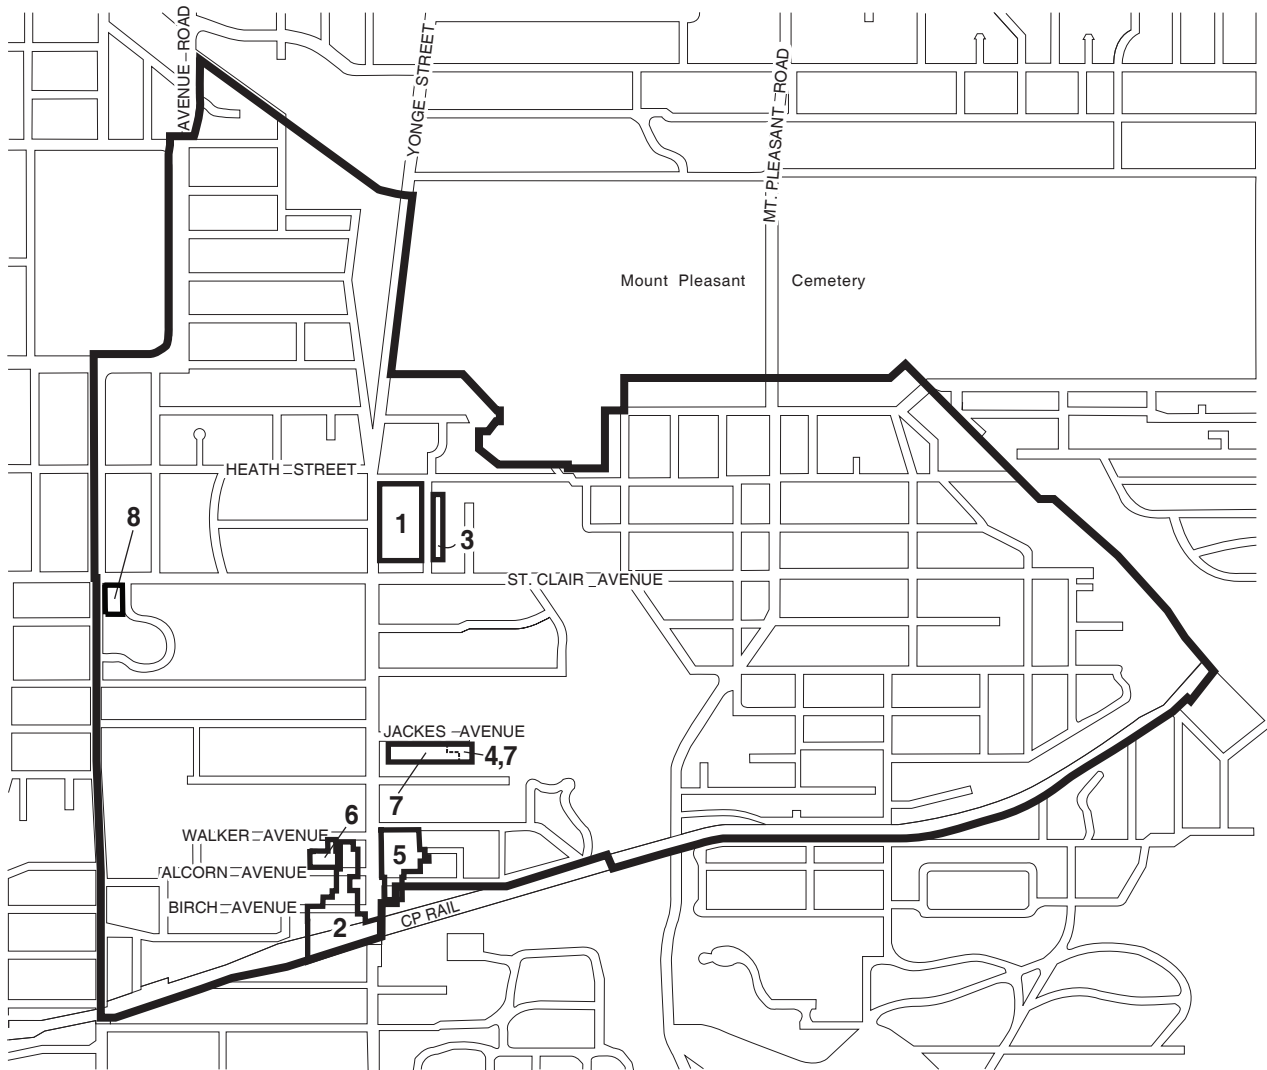 AVENUE ROAD
YONGE STREET
MT. PLEASANT ROAD
Mount Pleasant Cemetery
HEATH STREET
8
1
3
ST. CLAIR AVENUE
JACKES AVENUE
4,7
7
6
WALKER AVENUE
5
ALCORN AVENUE
BIRCH AVENUE
2
CP RAIL